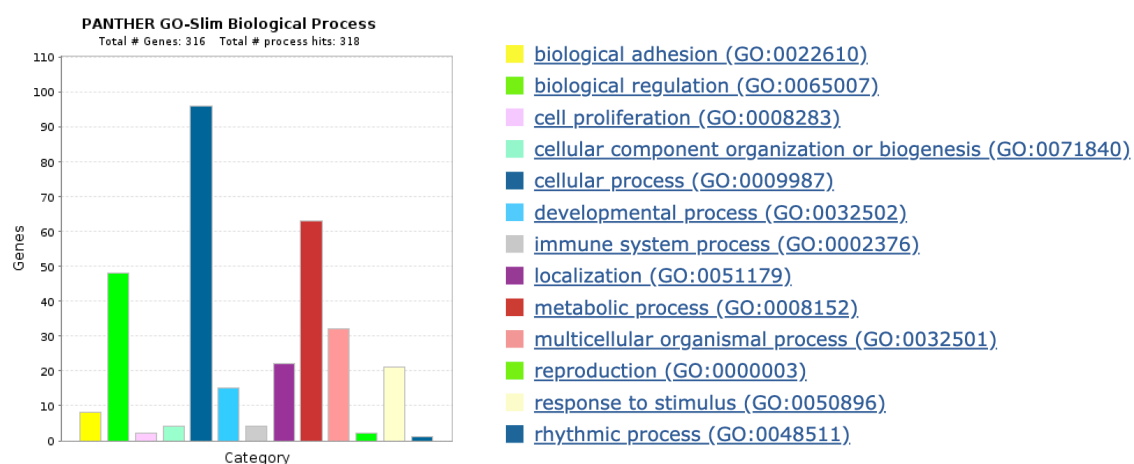 PANTHER GO-Slim Biological Process
Total # Genes: 316 Total # process hits: 318
110
100
90
80
70
60
50
40
30
20
10
0
Genes
Category
biological adhesion (GO:0022610)
biological regulation (GO:0065007)
cell proliferation (GO:0008283)
cellular component organization or biogenesis (GO:0071840)
cellular process (GO:0009987)
developmental process (GO:0032502)
immune system process (GO:0002376)
localization (GO:0051179)
metabolic process (GO:0008152)
multicellular organismal process (GO:0032501)
reproduction (GO:0000003)
response to stimulus (GO:0050896)
rhythmic process (GO:0048511)